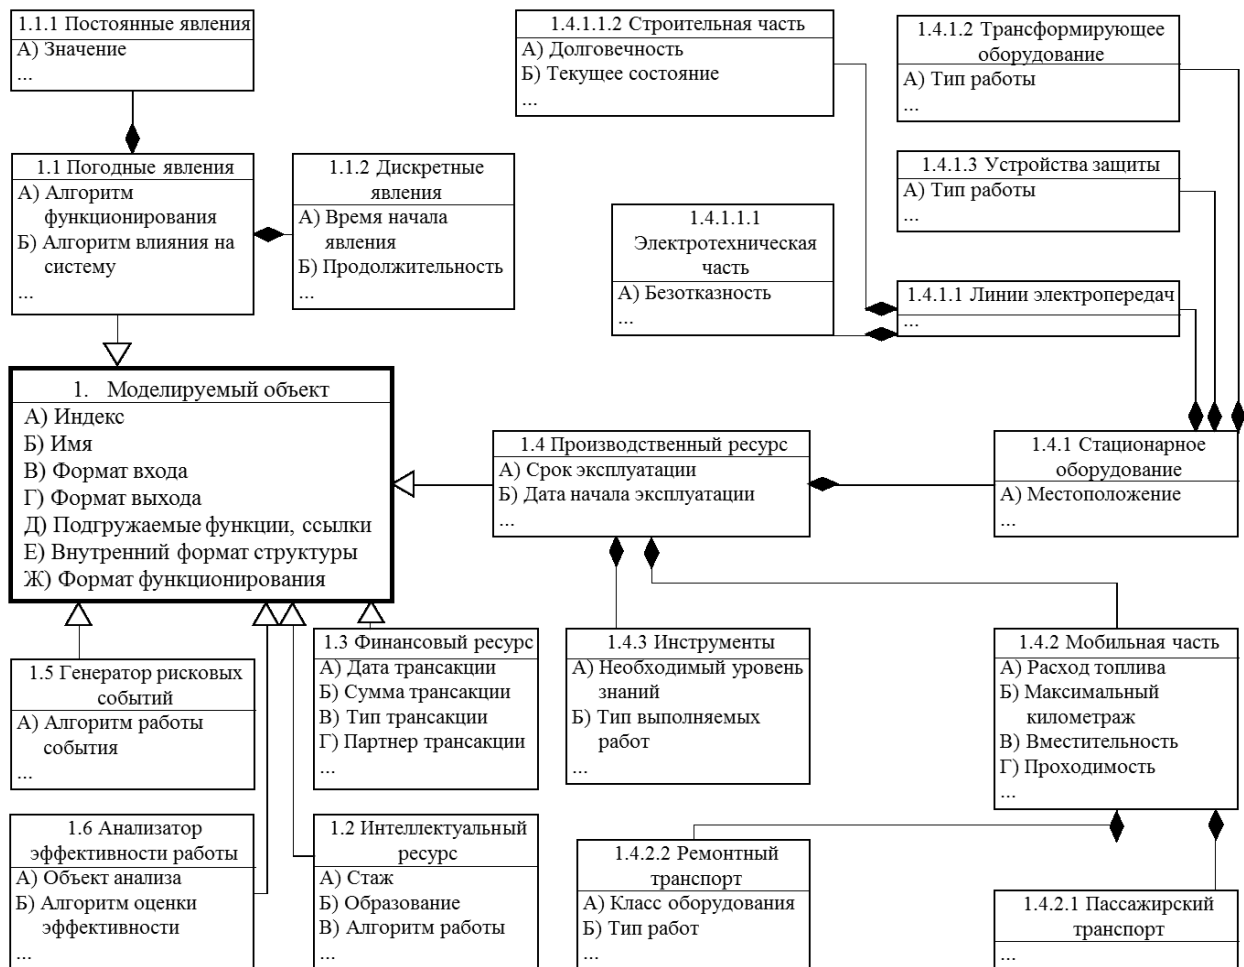 1.1.1 Постоянные явления
А) Значение
...
1.4.1.1.2 Строительная часть
А) Долговечность
Б) Текущее состояние
...
1.4.1.2 Трансформирующее
оборудование
А) Тип работы
...
1.1 Погодные явления
А) Алгоритм
функционирования
Б) Алгоритм влияния на
систему
...
1.1.2 Дискретные
явления
А) Время начала
явления
Б) Продолжительность
...
1.4.1.3 Устройства защиты
А) Тип работы
...
1.4.1.1.1
Электротехническая
часть
А) Безотказность
...
1.4.1.1 Линии электропередач
...
1. Моделируемый объект
А) Индекс
Б) Имя
В) Формат входа
Г) Формат выхода
Д) Подгружаемые функции, ссылки
Е) Внутренний формат структуры
Ж) Формат функционирования
1.4 Производственный ресурс
А) Срок эксплуатации
Б) Дата начала эксплуатации
...
1.4.1 Стационарное
оборудование
А) Местоположение
...
1.5 Генератор рисковых
событий
А) Алгоритм работы
события
...
1.3 Финансовый ресурс
А) Дата трансакции
Б) Сумма трансакции
В) Тип трансакции
Г) Партнер трансакции
...
1.4.3 Инструменты
А) Необходимый уровень
знаний
Б) Тип выполняемых
работ
...
1.4.2 Мобильная часть
А) Расход топлива
Б) Максимальный
километраж
В) Вместительность
Г) Проходимость
...
1.6 Анализатор
эффективности работы
А) Объект анализа
Б) Алгоритм оценки
эффективности
...
1.2 Интеллектуальный
ресурс
А) Стаж
Б) Образование
В) Алгоритм работы
...
1.4.2.2 Ремонтный
транспорт
А) Класс оборудования
Б) Тип работ
...
1.4.2.1 Пассажирский
транспорт
...